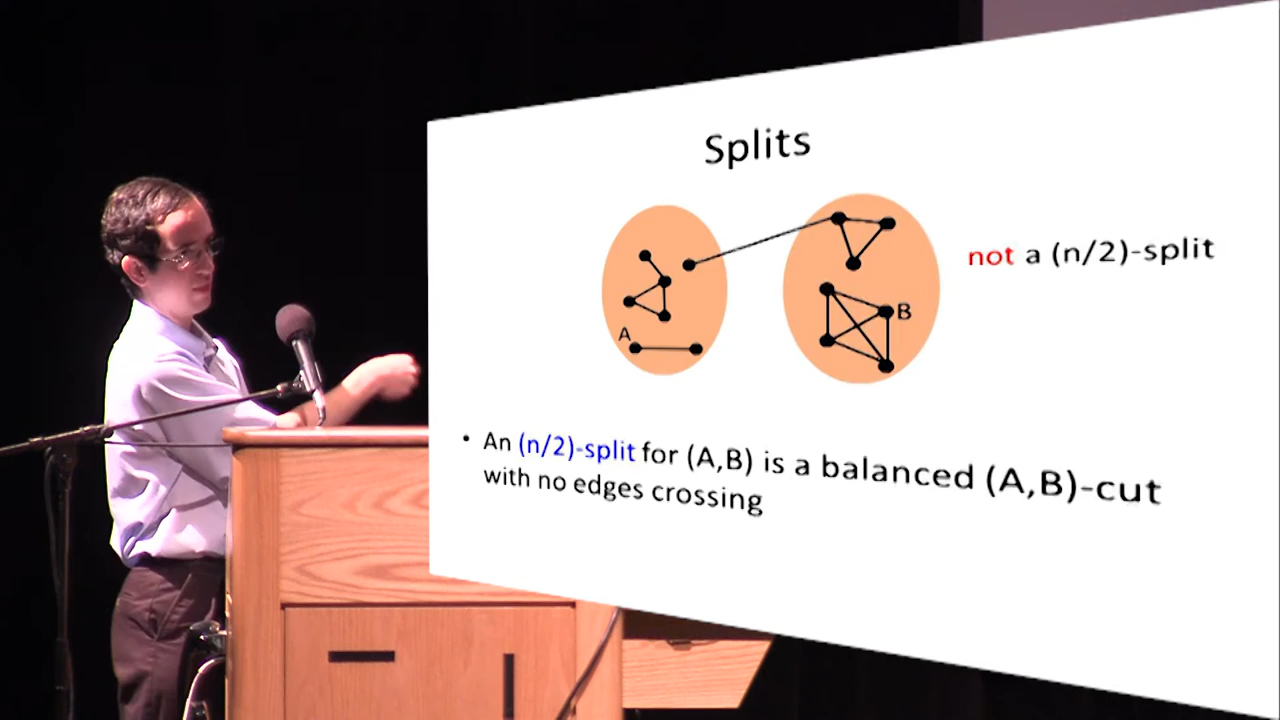 Splits
not a (n/2)-split
B
A
• An (n/2)-split for (A,B) is a balanced (A,B)-cut
with no edges crossing